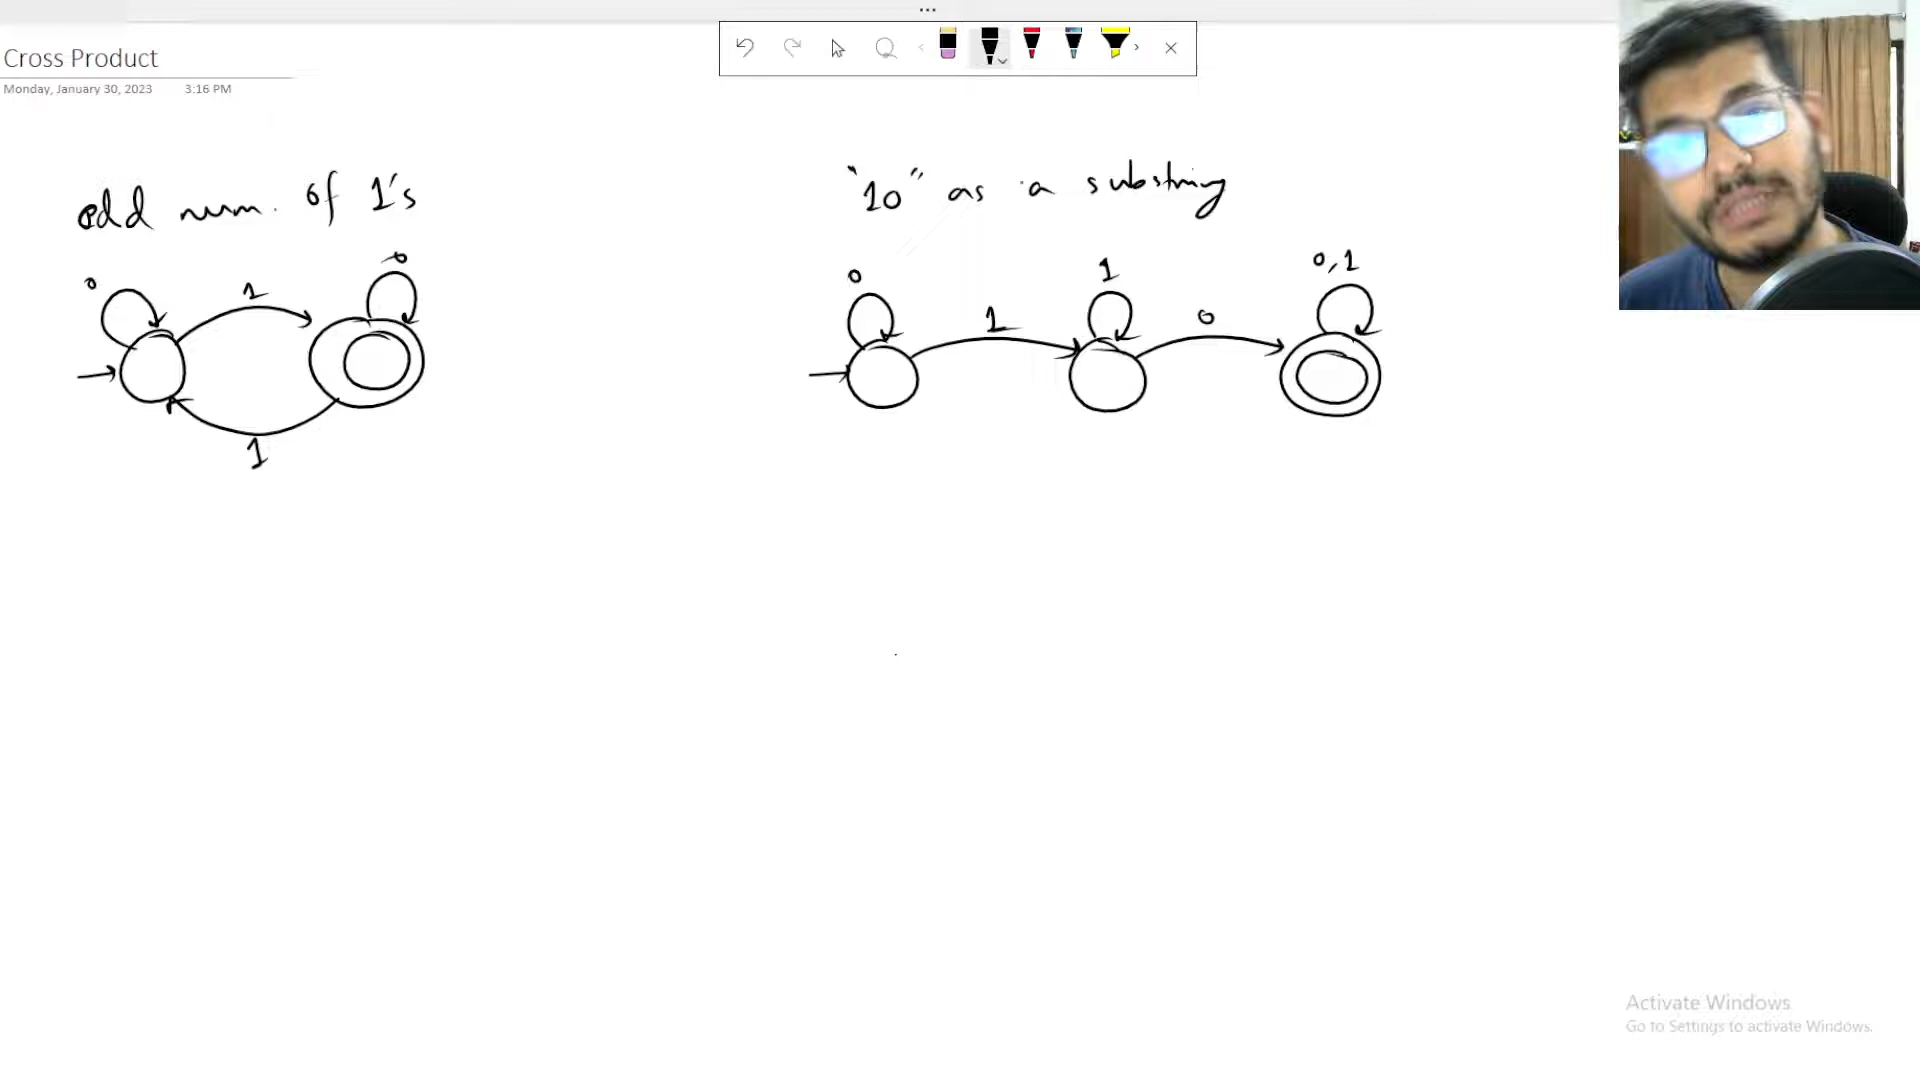 Cross Product
Monday, January 30, 2023 3:16 PM
odd num. of 1's
"10" as a substring
0 1 0
1
0 1 1 0 0,1
Activate Windows
Go to Settings to activate Windows.